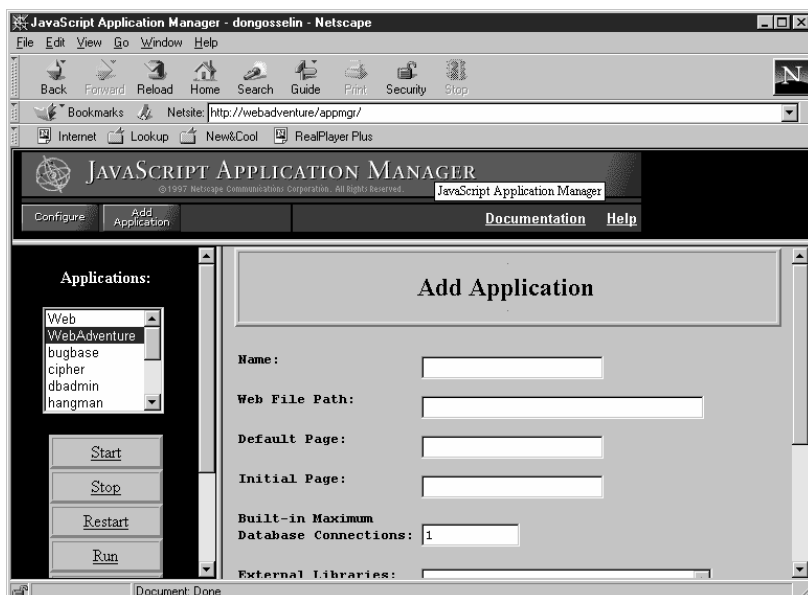 JavaScript Application Manager - dongosselin - Netscape
File Edit View Go Window Help
Back Forward Reload Home Search Guide Print Security Stop
N
Bookmarks Netsite: http://webadventure/appmgr/
Internet Lookup New&Cool RealPlayer Plus
JAVASCRIPT APPLICATION MANAGER
©1997 Netscape Communications Corporation. All Rights Reserved.
JavaScript Application Manager
Configure Add Application Documentation Help
Applications:
Web
WebAdventure
bugbase
cipher
dbadmin
hangman
Start
Stop
Restart
Run
Add Application
Name:
Web File Path:
Default Page:
Initial Page:
Built-in Maximum
Database Connections: 1
External Libraries:
Document: Done